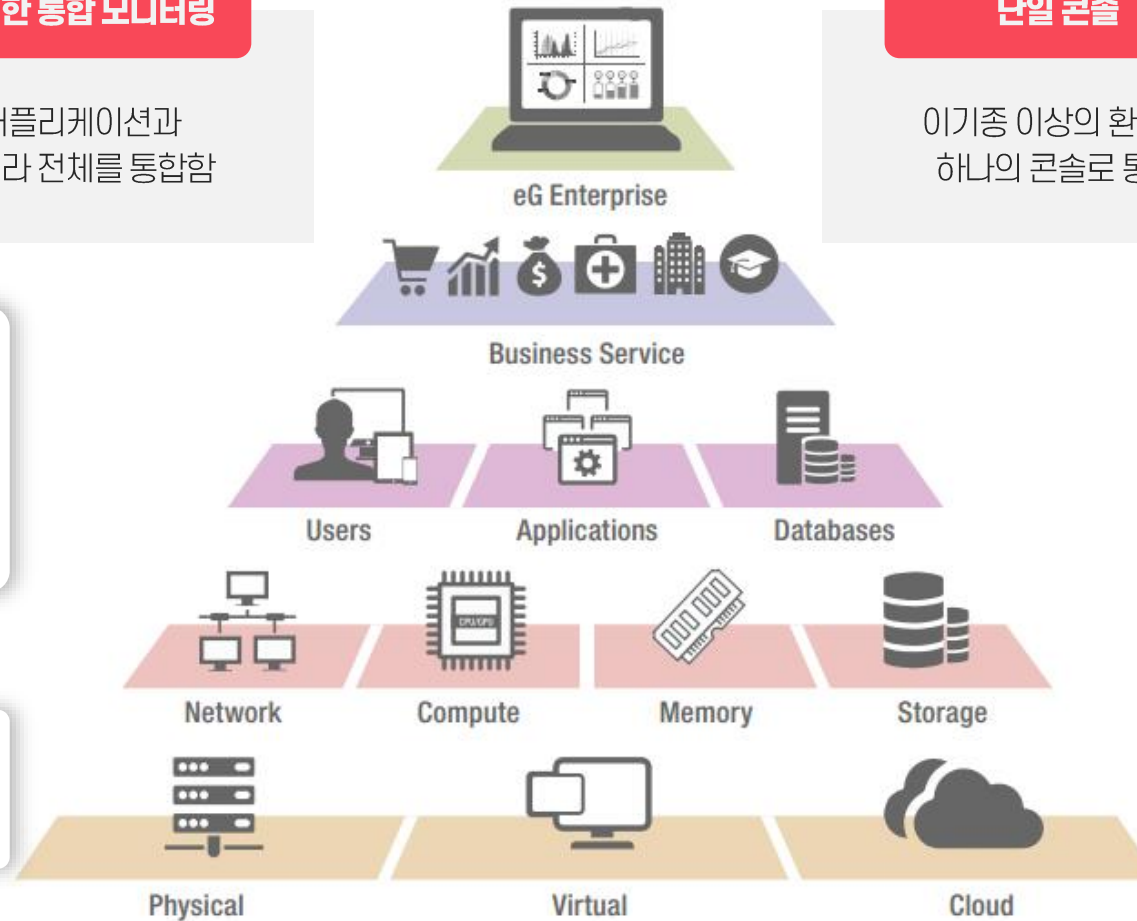 한 통합 모니터링
단일 콘솔
플리케이션과
라 전체를 통합함
이기종 이상의 환
하나의 콘솔로 통
eG Enterprise
Business Service
Users
Applications
Databases
CPU/GPU
Network
Compute
Memory
Storage
Physical
Virtual
Cloud